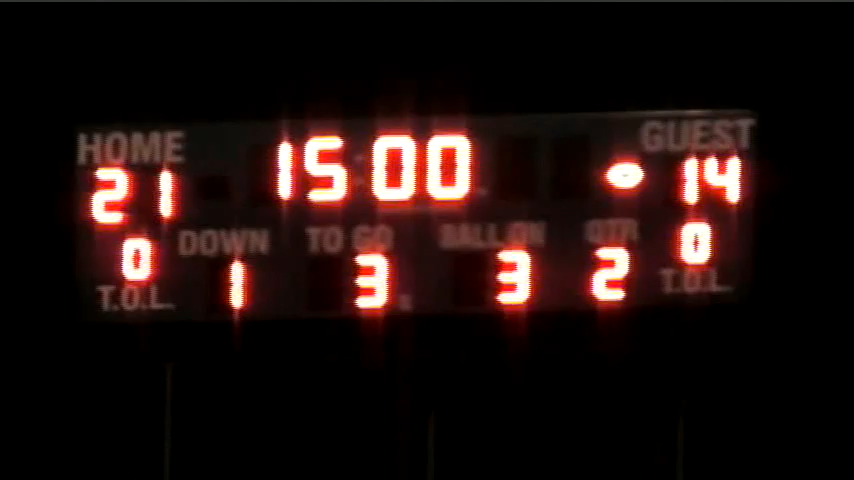 HOME 15:00 GUEST
21 14
0 DOWN TO GO BALL ON QTR 0
T.O.L. 1 3 3 2 T.O.L.